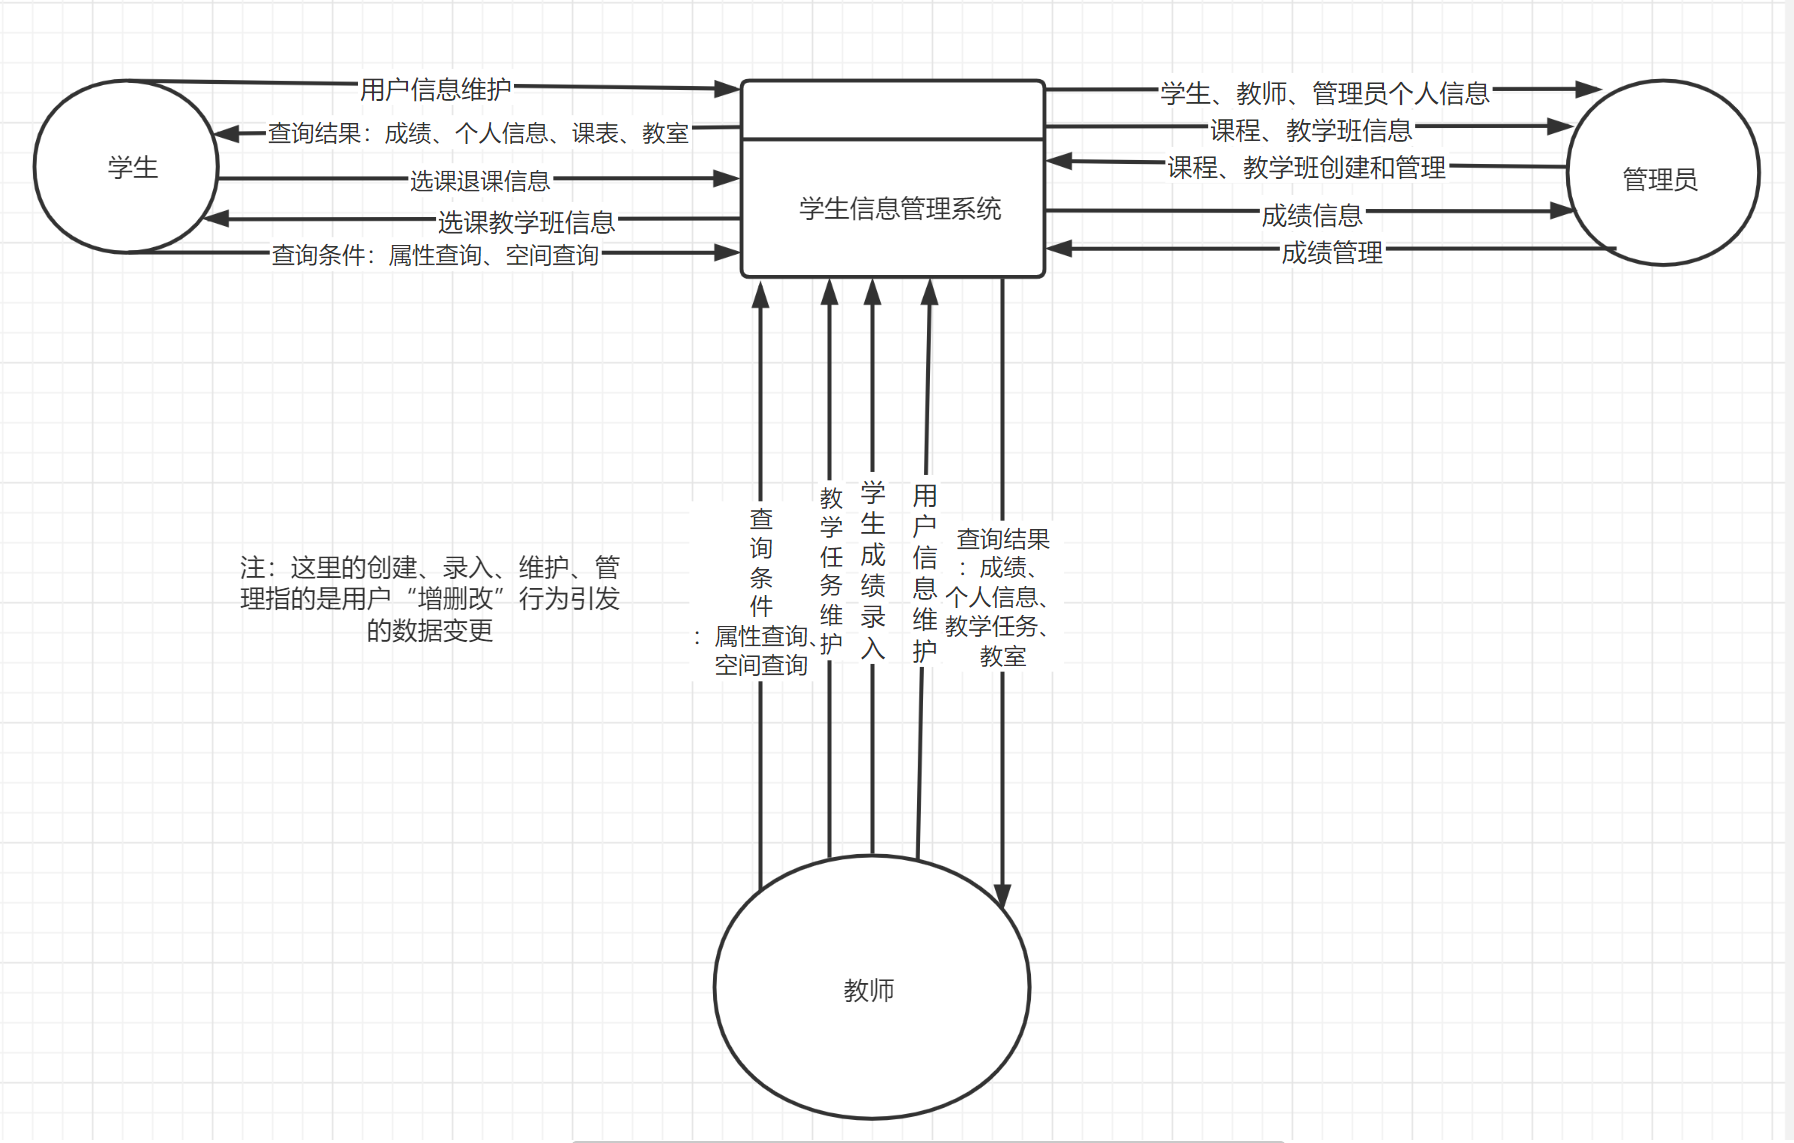 用户信息维护
查询结果：成绩、个人信息、课表、教室
学生
选课退课信息
选课教学班信息
查询条件：属性查询、空间查询
学生信息管理系统
学生、教师、管理员个人信息
课程、教学班信息
课程、教学班创建和管理
管理员
成绩信息
成绩管理
注：这里的创建、录入、维护、管
理指的是用户“增删改”行为引发
的数据变更
查
询
条
件
：属性查询、
空间查询
教
学
任
务
维
护
学
生
成
绩
录
入
用
户
信
息
维
护
查询结果
：成绩、
个人信息、
教学任务、
教室
教师